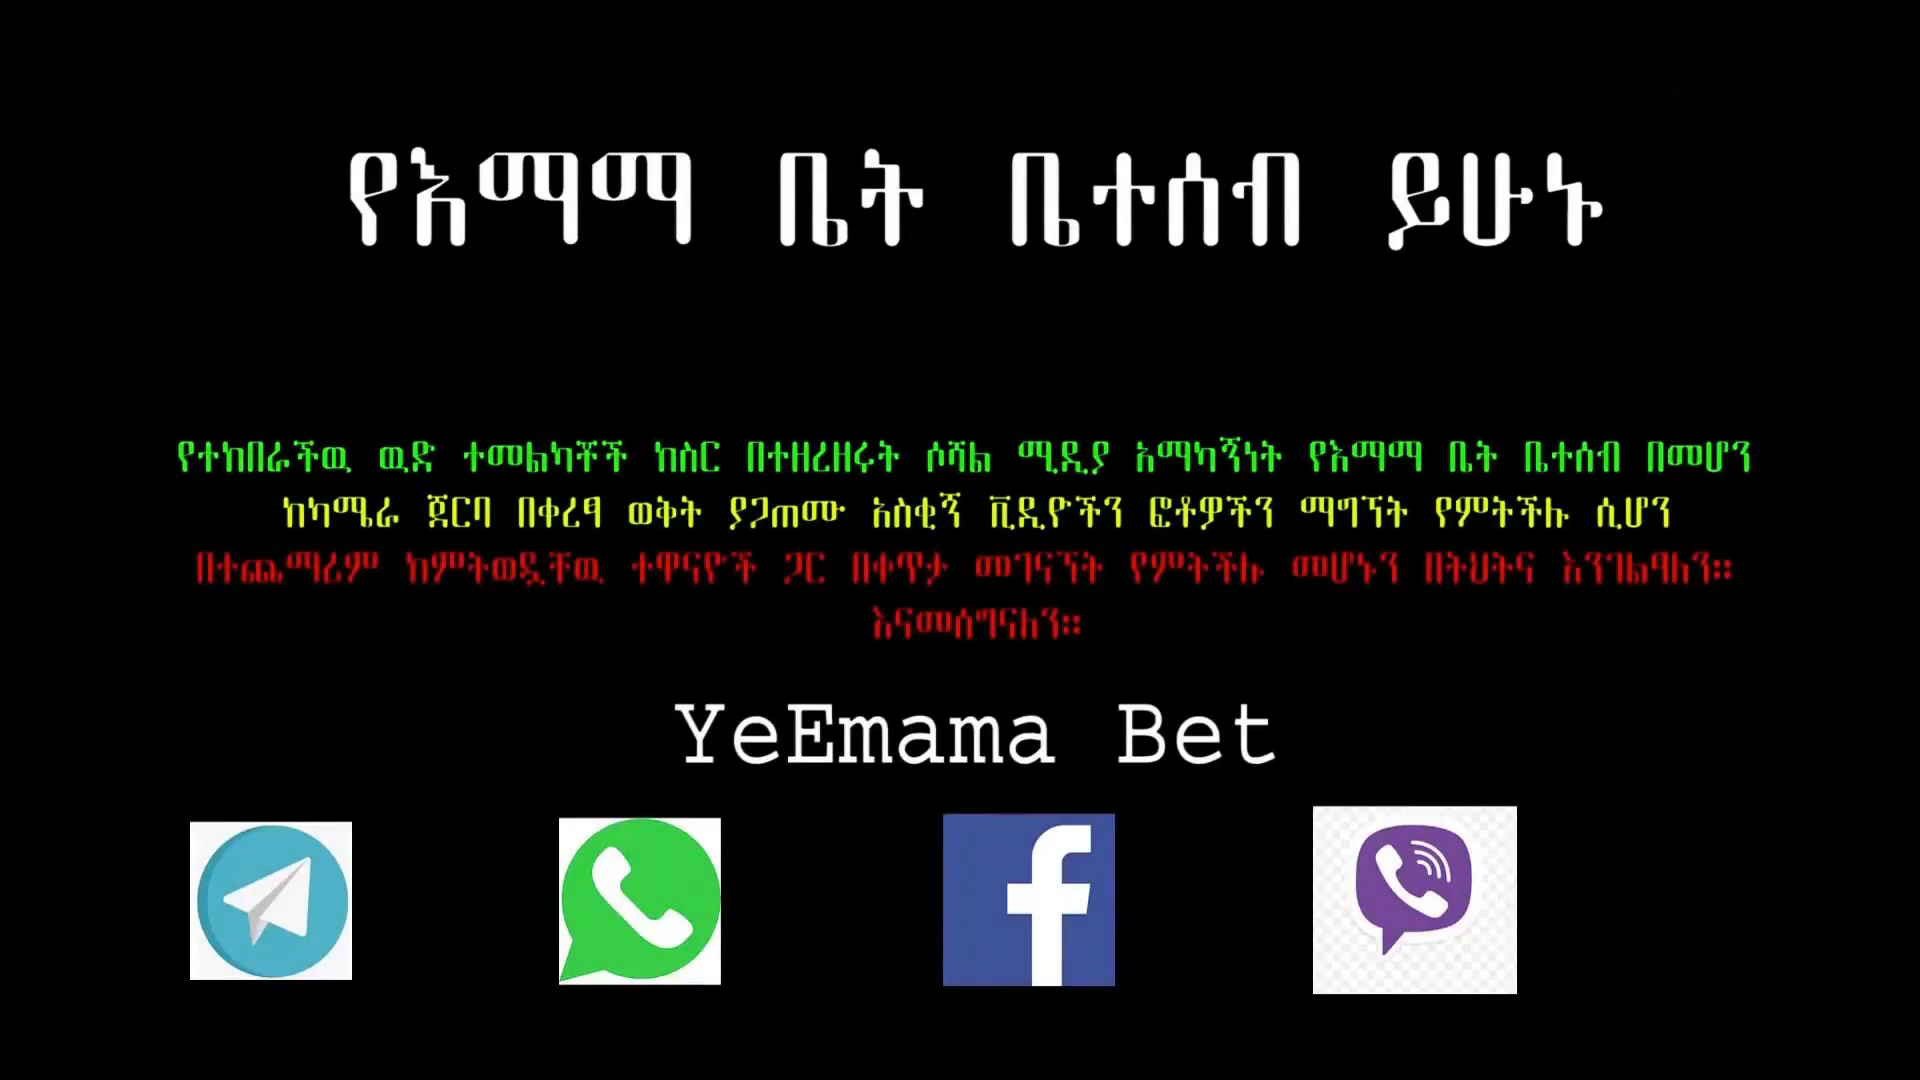 የእማማ ቤት ቤተሰብ ይሁኑ
የተከበራችዉ ዉድ ተመልካቾች ከስር በተዘረዘሩት ሶሻል ሚዲያ አማካኝነት የእማማ ቤት ቤተሰብ በመሆን
ከካሜራ ጀርባ በቀረፃ ወቅት ያጋጠሙ አስቂኝ ቪዲዮችን ፎቶዎችን ማግኘት የምትችሉ ሲሆን
በተጨማሪም ከምትወዷቸዉ ተዋናዮች ጋር በቀጥታ መገናኘት የምትችሉ መሆኑን በትህትና እንገልፃለን።
እናመሰግናለን።
YeEmama Bet